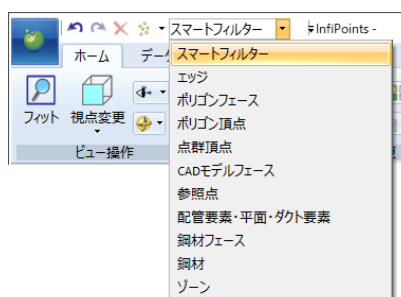 スマートフィルター InfiPoints -
ホーム データ
スマートフィルター
エッジ
ポリゴンフェース
ポリゴン頂点
点群頂点
CADモデルフェース
参照点
配管要素・平面・ダクト要素
鋼材フェース
鋼材
ゾーン
フィット 視点変更
ビュー操作